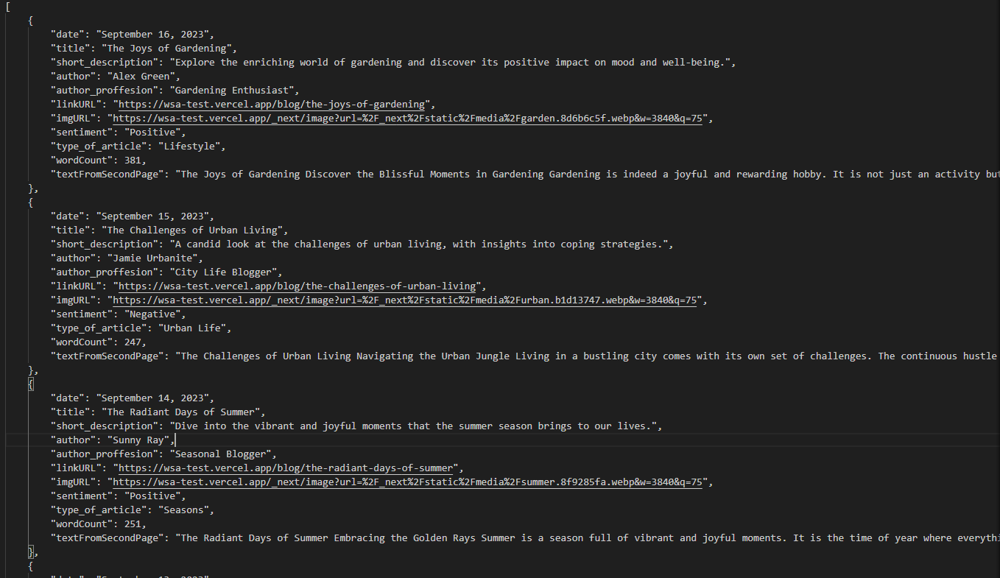 [
{
"date": "September 16, 2023",
"title": "The Joys of Gardening",
"short_description": "Explore the enriching world of gardening and discover its positive impact on mood and well-being.",
"author": "Alex Green",
"author_proffesion": "Gardening Enthusiast",
"linkURL": "https://wsa-test.vercel.app/blog/the-joys-of-gardening",
"imgURL": "https://wsa-test.vercel.app/_next/image?url=%2F_next%2Fstatic%2Fmedia%2Fgarden.8d6b6c5f.webp&w=3840&q=75",
"sentiment": "Positive",
"type_of_article": "Lifestyle",
"wordCount": 381,
"textFromSecondPage": "The Joys of Gardening Discover the Blissful Moments in Gardening Gardening is indeed a joyful and rewarding hobby. It is not just an activity but
},
{
"date": "September 15, 2023",
"title": "The Challenges of Urban Living",
"short_description": "A candid look at the challenges of urban living, with insights into coping strategies.",
"author": "Jamie Urbanite",
"author_proffesion": "City Life Blogger",
"linkURL": "https://wsa-test.vercel.app/blog/the-challenges-of-urban-living",
"imgURL": "https://wsa-test.vercel.app/_next/image?url=%2F_next%2Fstatic%2Fmedia%2Furban.b1d13747.webp&w=3840&q=75",
"sentiment": "Negative",
"type_of_article": "Urban Life",
"wordCount": 247,
"textFromSecondPage": "The Challenges of Urban Living Navigating the Urban Jungle Living in a bustling city comes with its own set of challenges. The continuous hustle
},
{
"date": "September 14, 2023",
"title": "The Radiant Days of Summer",
"short_description": "Dive into the vibrant and joyful moments that the summer season brings to our lives.",
"author": "Sunny Ray",
"author_proffesion": "Seasonal Blogger",
"linkURL": "https://wsa-test.vercel.app/blog/the-radiant-days-of-summer",
"imgURL": "https://wsa-test.vercel.app/_next/image?url=%2F_next%2Fstatic%2Fmedia%2Fsummer.8f9285fa.webp&w=3840&q=75",
"sentiment": "Positive",
"type_of_article": "Seasons",
"wordCount": 251,
"textFromSecondPage": "The Radiant Days of Summer Embracing the Golden Rays Summer is a season full of vibrant and joyful moments. It is the time of year where everythi
},
{